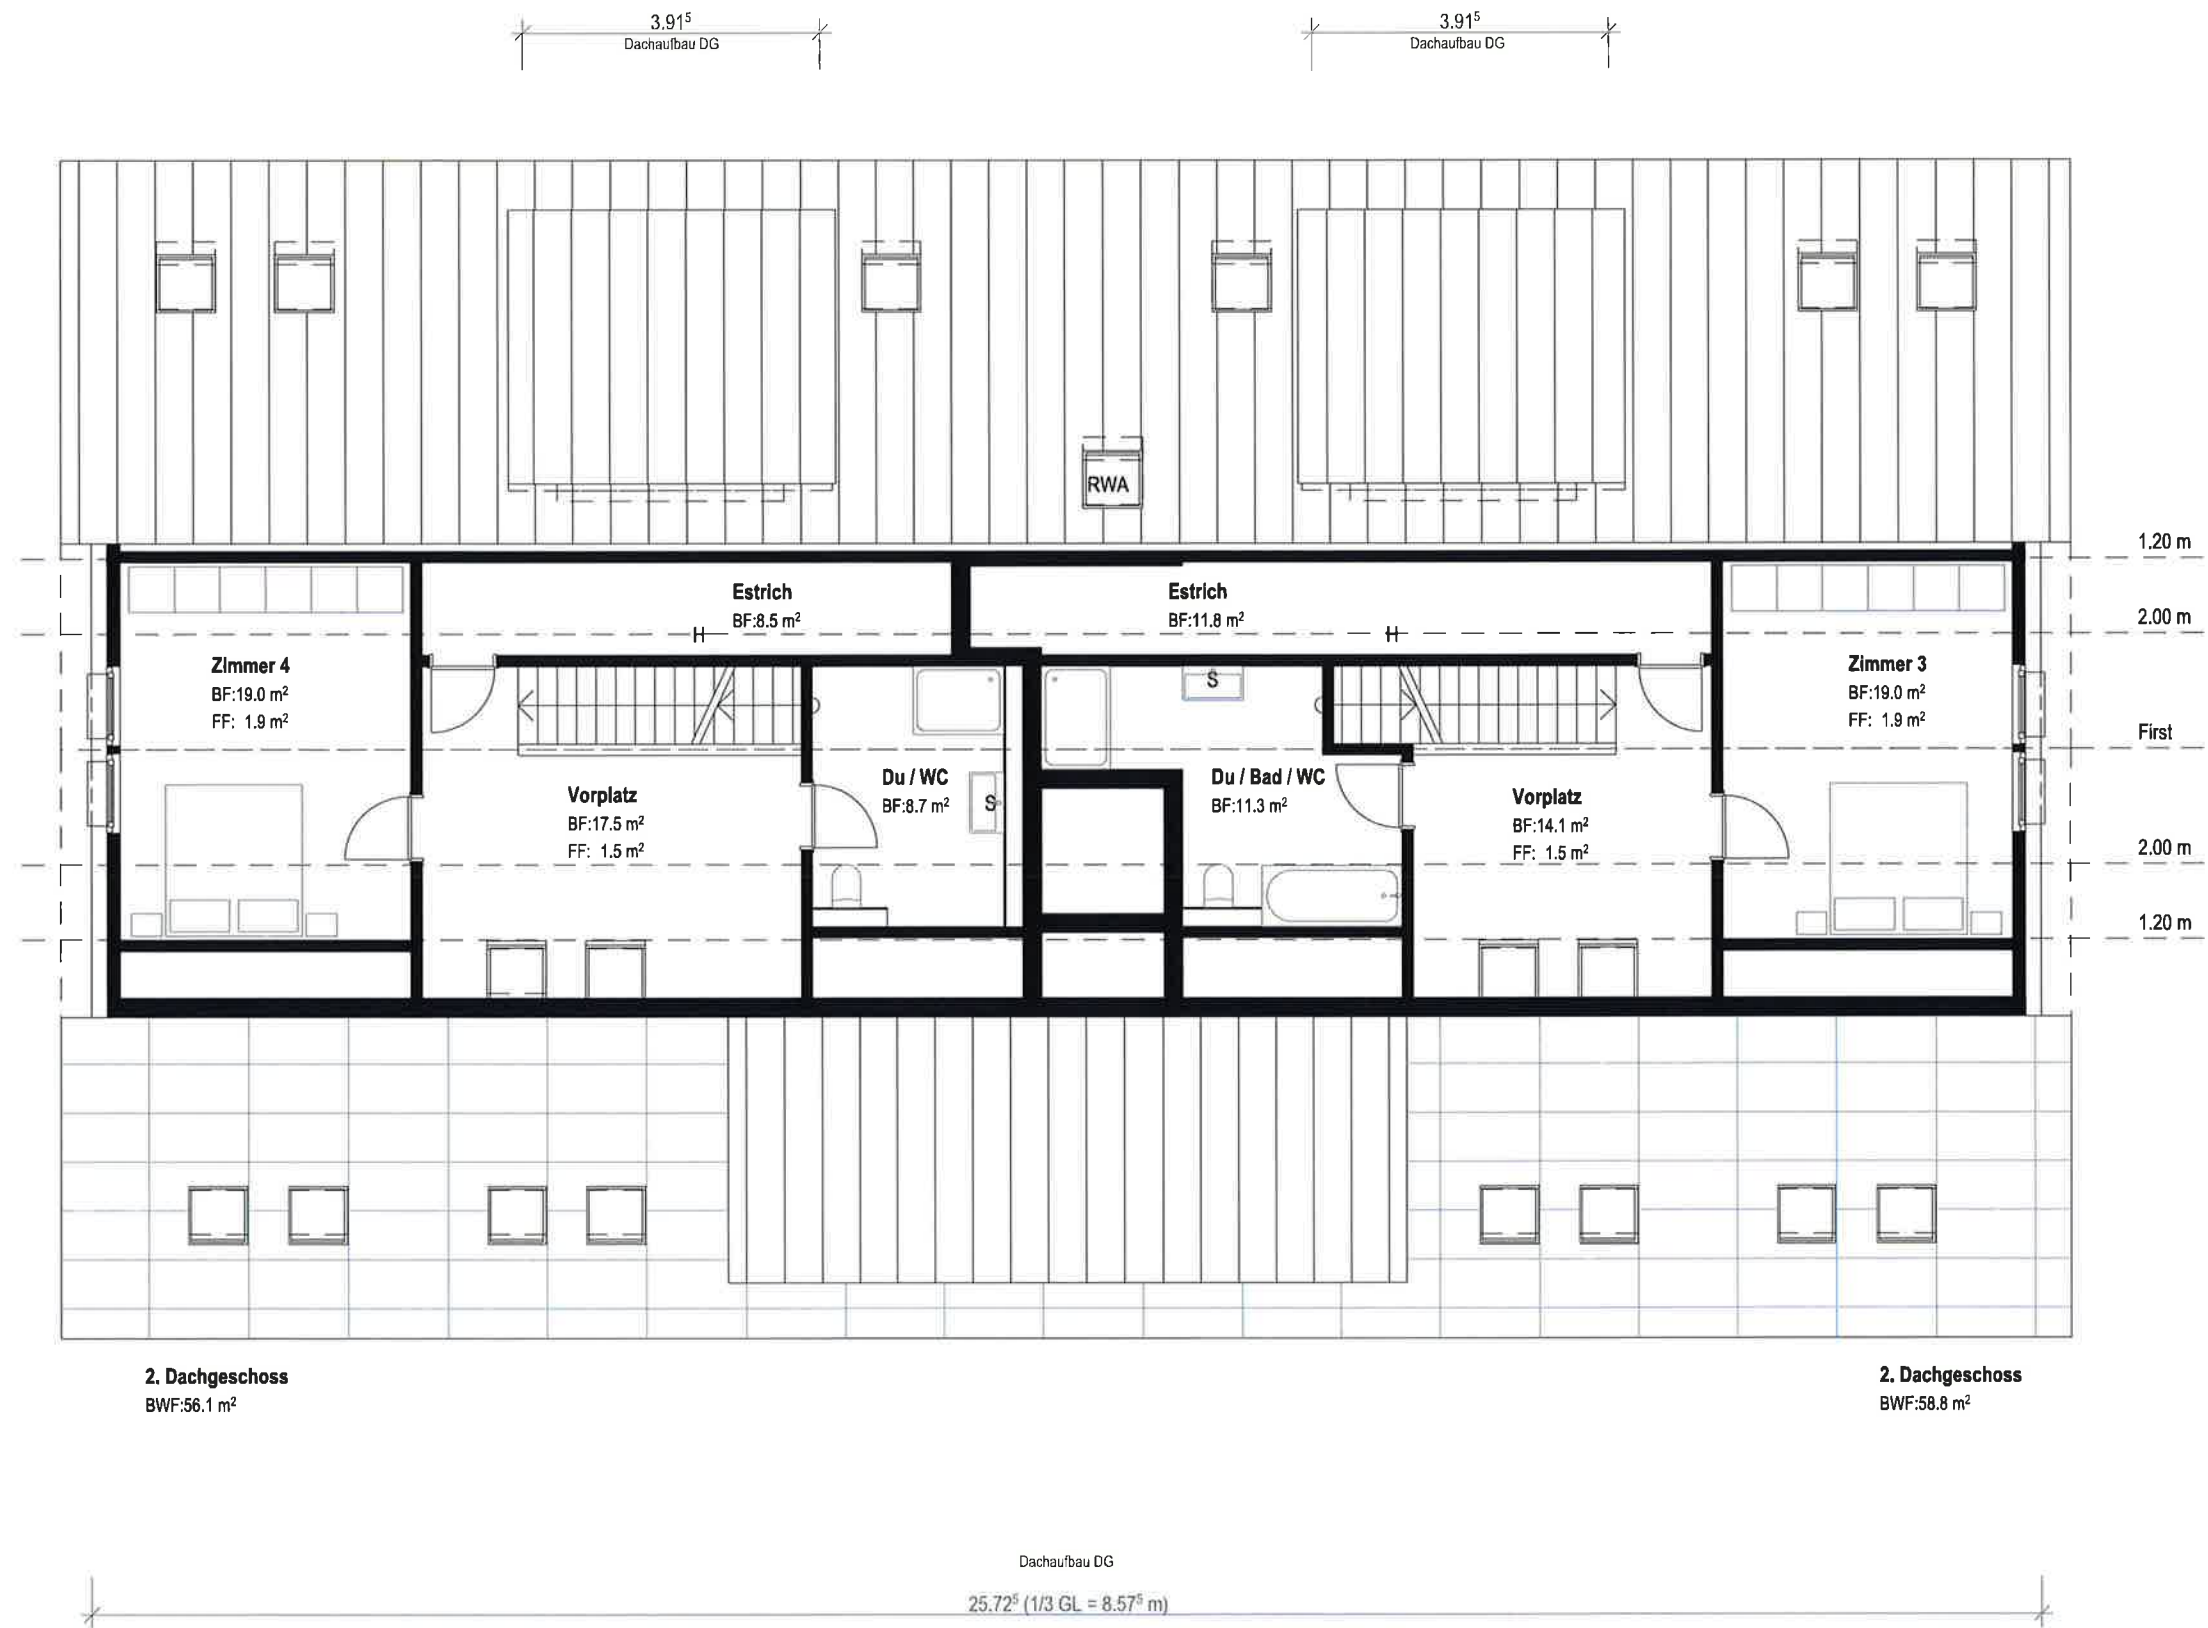 3.91⁵
Dachaufbau DG
3.91⁵
Dachaufbau DG
RWA
1.20 m
2.00 m
First
2.00 m
1.20 m
Estrich
BF:8.5 m²
Estrich
BF:11.8 m²
Zimmer 4
BF:19.0 m²
FF: 1.9 m²
Vorplatz
BF:17.5 m²
FF: 1.5 m²
Du / WC
BF:8.7 m²
S
S
Du / Bad / WC
BF:11.3 m²
Vorplatz
BF:14.1 m²
FF: 1.5 m²
Zimmer 3
BF:19.0 m²
FF: 1.9 m²
2. Dachgeschoss
BWF:56.1 m²
2. Dachgeschoss
BWF:58.8 m²
Dachaufbau DG
25.72⁵ (1/3 GL = 8.57⁵ m)